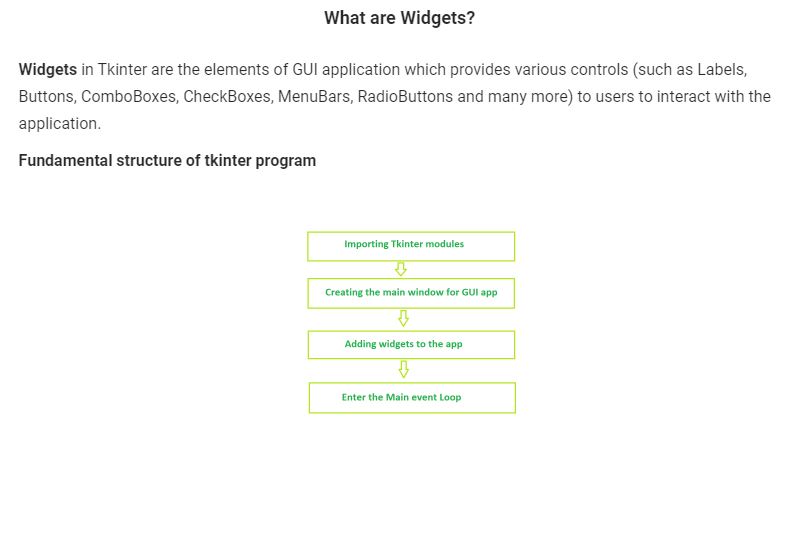 What are Widgets?
Widgets in Tkinter are the elements of GUI application which provides various controls (such as Labels,
Buttons, ComboBoxes, CheckBoxes, MenuBars, RadioButtons and many more) to users to interact with the
application.
Fundamental structure of tkinter program
Importing Tkinter modules
Creating the main window for GUI app
Adding widgets to the app
Enter the Main event Loop